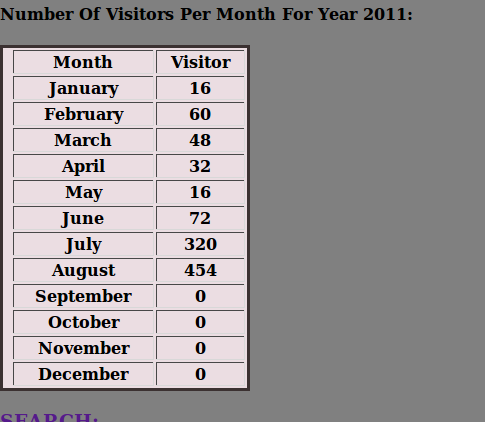 Number Of Visitors Per Month For Year 2011:
Month Visitor
January 16
February 60
March 48
April 32
May 16
June 72
July 320
August 454
September 0
October 0
November 0
December 0
SEARCH: